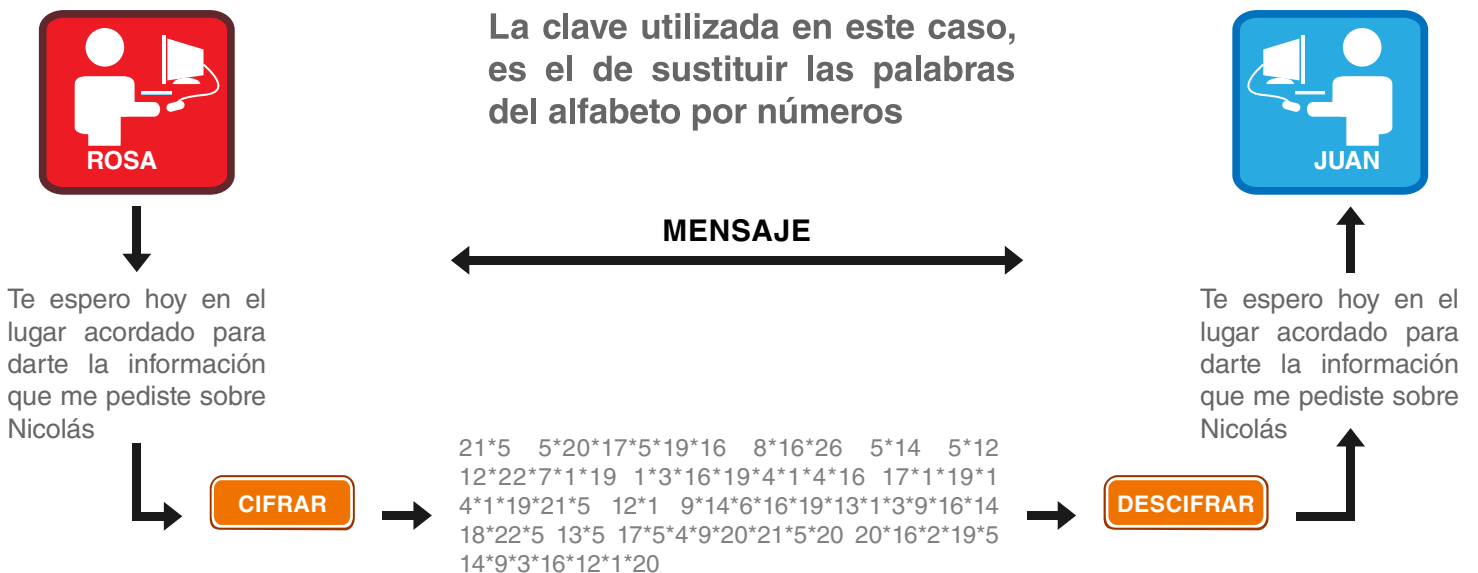 La clave utilizada en este caso,
es el de sustituir las palabras
del alfabeto por números
ROSA
JUAN
MENSAJE
Te espero hoy en el
lugar acordado para
darte la información
que me pediste sobre
Nicolás
CIFRAR
21*5 5*20*17*5*19*16 8*16*26 5*14 5*12
12*22*7*1*19 1*3*16*19*4*1*4*16 17*1*19*1
4*1*19*21*5 12*1 9*14*6*16*19*13*1*3*9*16*14
18*22*5 13*5 17*5*4*9*20*21*5*20 20*16*2*19*5
14*9*3*16*12*1*20
DESCIFRAR
Te espero hoy en el
lugar acordado para
darte la información
que me pediste sobre
Nicolás